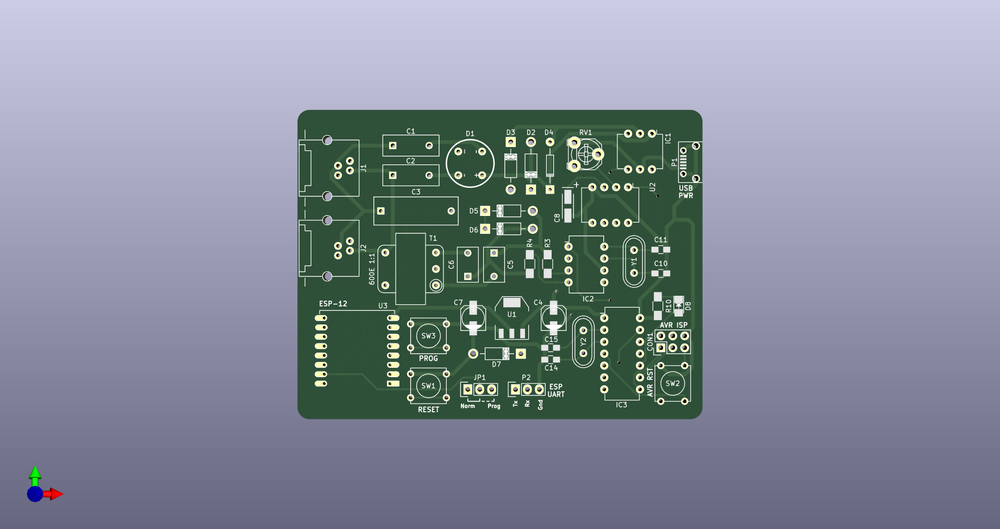 C1
D1
D3
D2
D4
RV1
IC1
J1
C2
P1
USB
PWR
C3
U2
+
C8
D5
D6
J2
T1
600E 1:1
C6
C5
R4
R3
Y1
C11
C10
IC2
ESP-12
U3
C7
U1
C4
R10
D8
SW3
PROG
Y2
C15
C14
D7
AVR ISP
CON1
SW1
RESET
JP1
Norm
Prog
P2
ESP
UART
Tx
Rx
Gnd
IC3
AVR RST
SW2